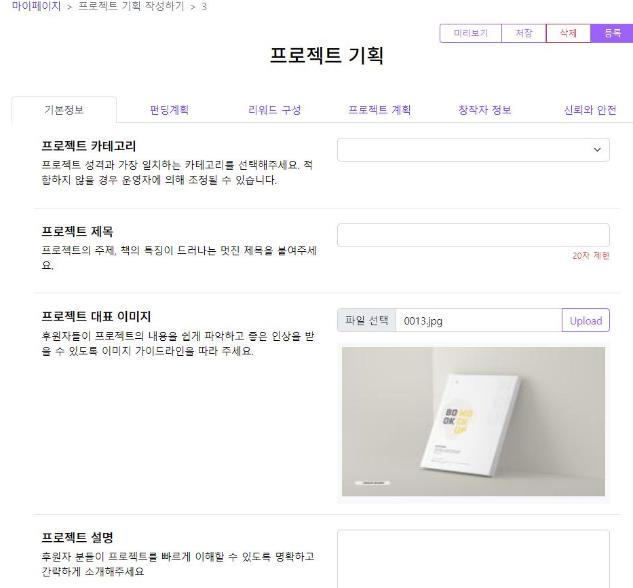 마이페이지 > 프로젝트 기획 작성하기 > 3
미리보기 저장 삭제 등록
프로젝트 기획
기본정보 펀딩계획 리워드 구성 프로젝트 계획 창작자 정보 신뢰와 안전
프로젝트 카테고리
프로젝트 성격과 가장 일치하는 카테고리를 선택해주세요. 적
합하지 않을 경우 운영자에 의해 조정될 수 있습니다.
프로젝트 제목
프로젝트의 주제, 책의 특징이 드러나는 멋진 제목을 붙여주세
요.
20자 제한
프로젝트 대표 이미지
후원자들이 프로젝트의 내용을 쉽게 파악하고 좋은 인상을 받
을 수 있도록 이미지 가이드라인을 따라 주세요.
파일 선택 0013.jpg Upload
BO MO
OK CK
UP
프로젝트 설명
후원자 분들이 프로젝트를 빠르게 이해할 수 있도록 명확하고
간략하게 소개해주세요